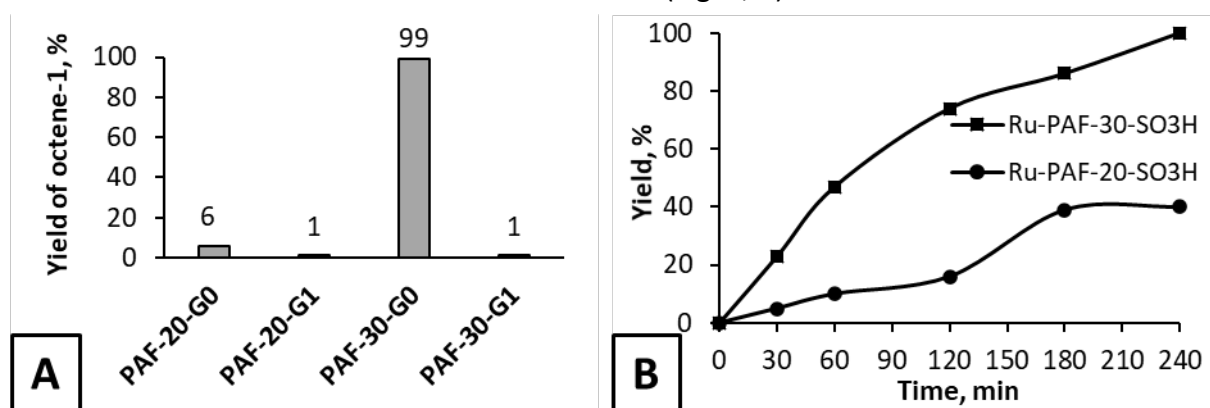 Yield of octene-1, %
100
80
60
40
20
0
6
1
99
1
PAF-20-G0
PAF-20-G1
PAF-30-G0
PAF-30-G1
A
Yield, %
100
80
60
40
20
0
Ru-PAF-30-SO3H
Ru-PAF-20-SO3H
0 30 60 90 120 150 180 210 240
Time, min
B